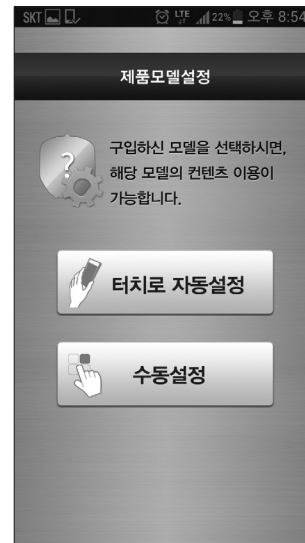 SKT LTE 22% 오후 8:54
제품모델설정
?
구입하신 모델을 선택하시면,
해당 모델의 컨텐츠 이용이
가능합니다.
터치로 자동설정
수동설정